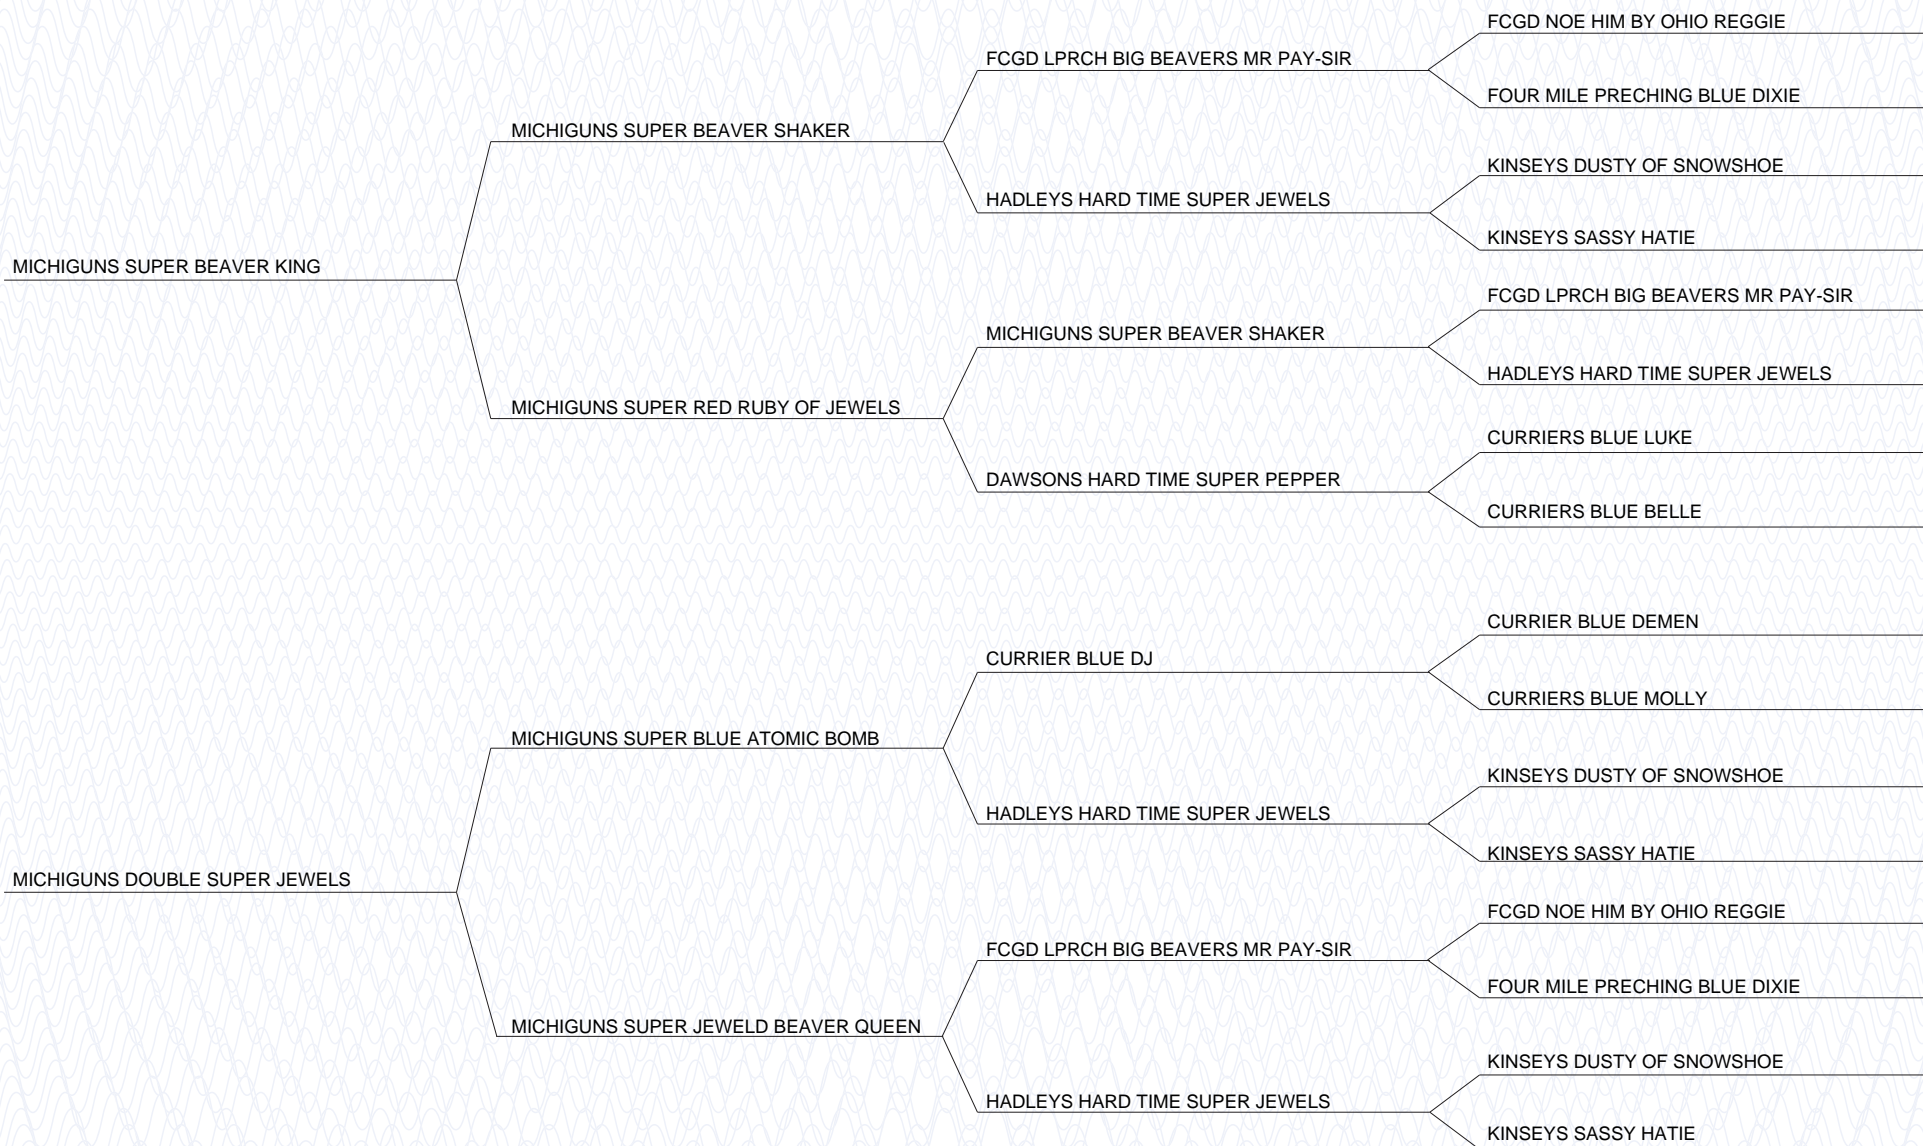 FCGD NOE HIM BY OHIO REGGIE
FCGD LPRCH BIG BEAVERS MR PAY-SIR
FOUR MILE PRECHING BLUE DIXIE
MICHIGUNS SUPER BEAVER SHAKER
KINSEYS DUSTY OF SNOWSHOE
HADLEYS HARD TIME SUPER JEWELS
KINSEYS SASSY HATIE
MICHIGUNS SUPER BEAVER KING
FCGD LPRCH BIG BEAVERS MR PAY-SIR
MICHIGUNS SUPER BEAVER SHAKER
HADLEYS HARD TIME SUPER JEWELS
MICHIGUNS SUPER RED RUBY OF JEWELS
CURRIERS BLUE LUKE
DAWSONS HARD TIME SUPER PEPPER
CURRIERS BLUE BELLE
CURRIER BLUE DEMEN
CURRIER BLUE DJ
CURRIERS BLUE MOLLY
MICHIGUNS SUPER BLUE ATOMIC BOMB
KINSEYS DUSTY OF SNOWSHOE
HADLEYS HARD TIME SUPER JEWELS
KINSEYS SASSY HATIE
MICHIGUNS DOUBLE SUPER JEWELS
FCGD NOE HIM BY OHIO REGGIE
FCGD LPRCH BIG BEAVERS MR PAY-SIR
FOUR MILE PRECHING BLUE DIXIE
MICHIGUNS SUPER JEWELD BEAVER QUEEN
KINSEYS DUSTY OF SNOWSHOE
HADLEYS HARD TIME SUPER JEWELS
KINSEYS SASSY HATIE